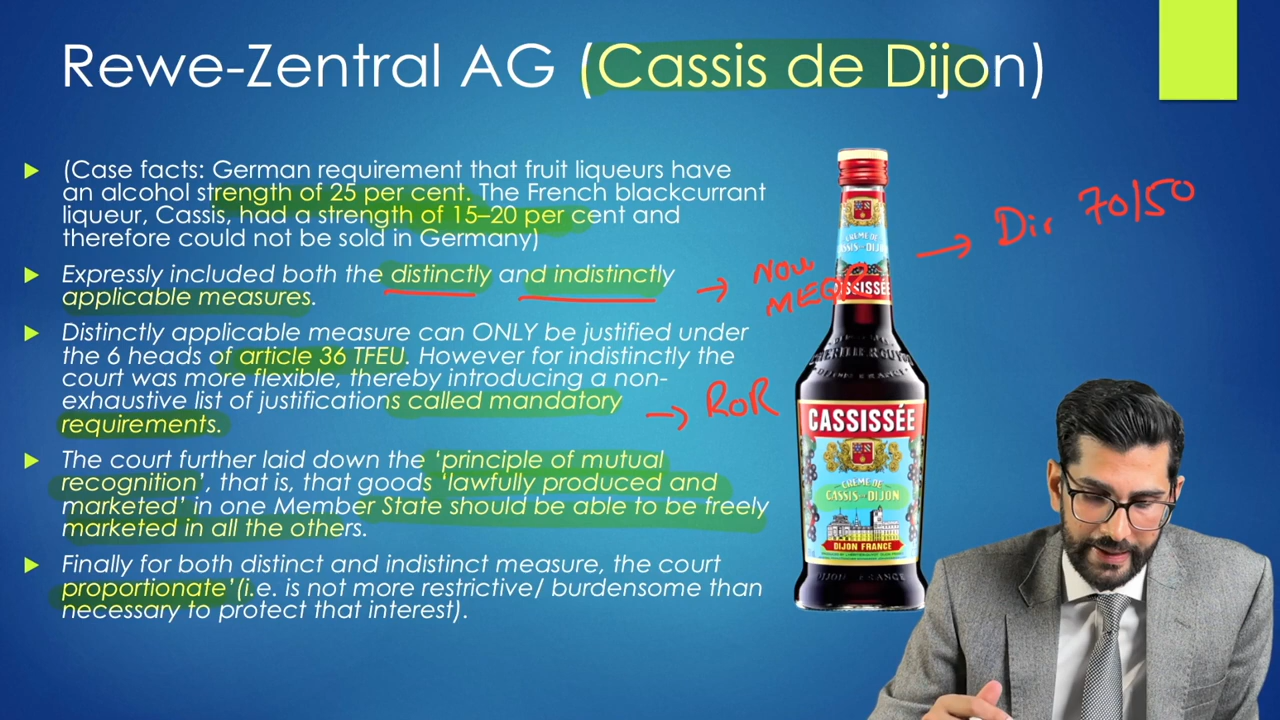 Rewe-Zentral AG (Cassis de Dijon)
(Case facts: German requirement that fruit liqueurs have
an alcohol strength of 25 per cent. The French blackcurrant
liqueur, Cassis, had a strength of 15–20 per cent and
therefore could not be sold in Germany)
Expressly included both the distinctly and indistinctly
applicable measures.
Distinctly applicable measure can ONLY be justified under
the 6 heads of article 36 TFEU. However for indistinctly the
court was more flexible, thereby introducing a non-
exhaustive list of justifications called mandatory
requirements.
The court further laid down the ‘principle of mutual
recognition’, that is, that goods ‘lawfully produced and
marketed’ in one Member State should be able to be freely
marketed in all the others.
Finally for both distinct and indistinct measure, the court
proportionate’(i.e. is not more restrictive/ burdensome than
necessary to protect that interest).
→ Now
MEQR
→ Dir 70/50
→ RoR
CRÈME DE
CASSIS DE DIJON
CASSISSÉE
CRÈME DE
CASSIS DE DIJON
DIJON FRANCE
DIJON FRANCE